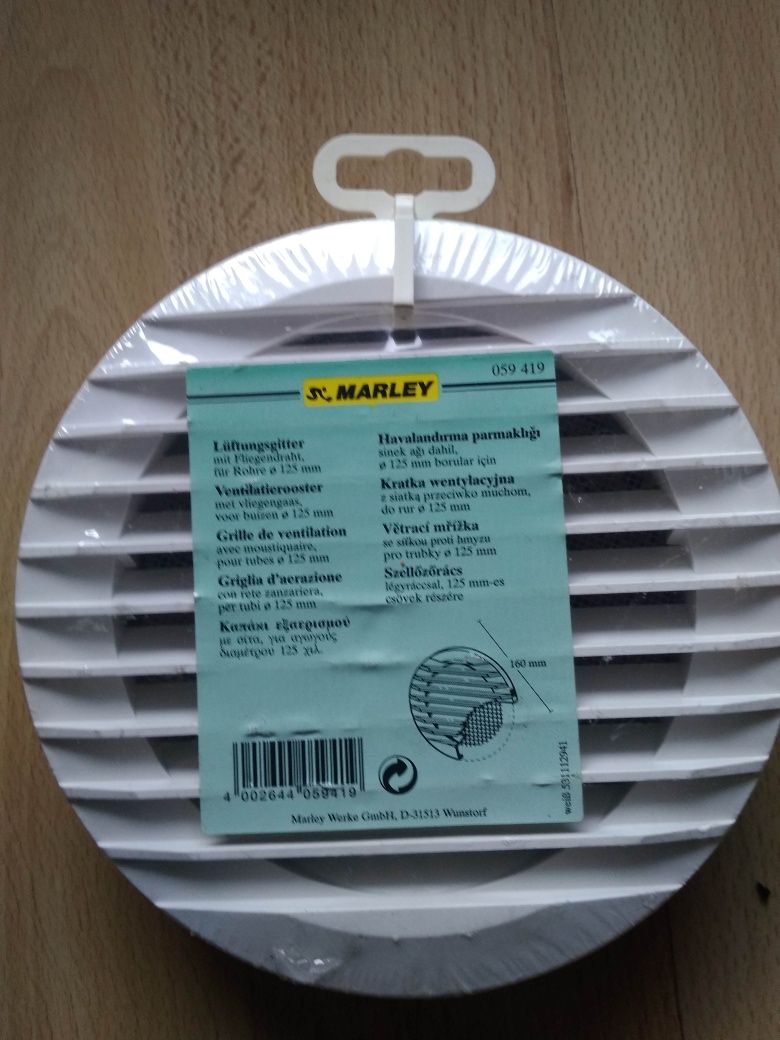 059 419
MARLEY
Lüftungsgitter
mit Fliegendraht,
für Rohre ø 125 mm
Ventilatierooster
met vliegengaas,
voor buizen ø 125 mm
Grille de ventilation
avec moustiquaire,
pour tubes ø 125 mm
Griglia d'aerazione
con rete zanzariera,
per tubi ø 125 mm
Καπάκι εξαερισμού
με σίτα, για αγωγούς
διαμέτρου 125 χιλ.
Havalandırma parmaklığı
sinek ağı dahil,
ø 125 mm borular için
Kratka wentylacyjna
z siatką przeciwko muchom,
do rur ø 125 mm
Větrací mřížka
se síťkou proti hmyzu
pro trubky ø 125 mm
Szellőzőrács
légyráccsal, 125 mm-es
csövek részére
160 mm
4 002644 059419
Marley Werke GmbH, D-31513 Wunstorf
weiß 531112941